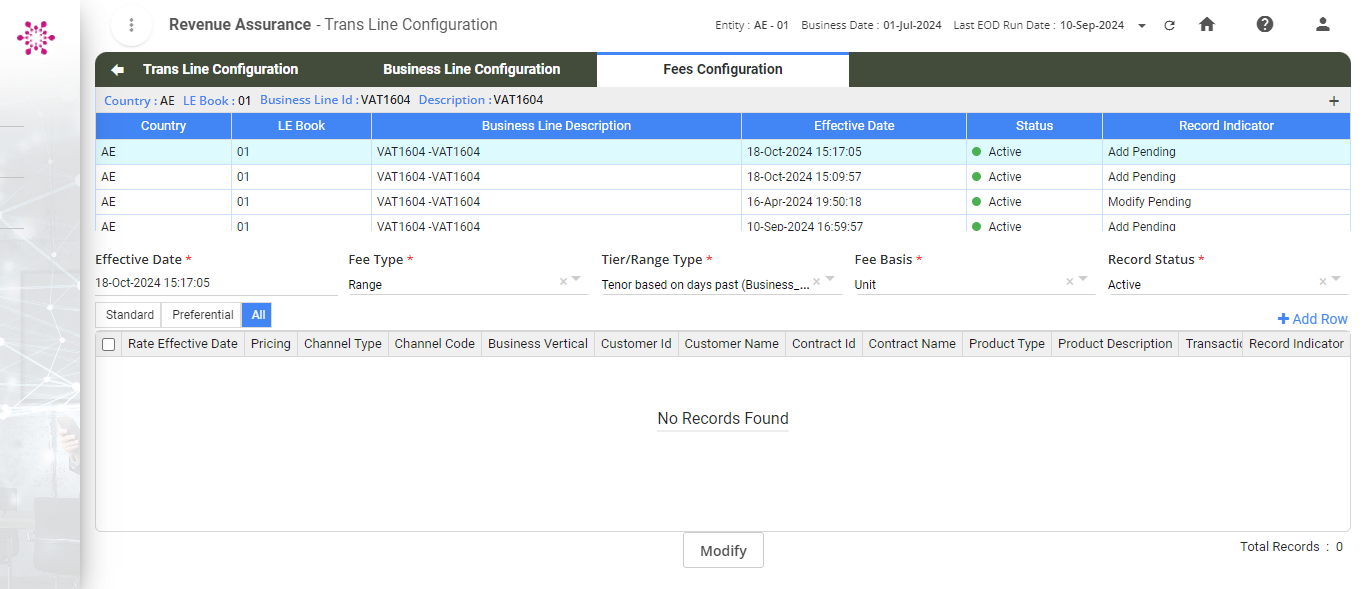 Revenue Assurance - Trans Line Configuration
Entity : AE - 01 Business Date : 01-Jul-2024 Last EOD Run Date : 10-Sep-2024
Trans Line Configuration Business Line Configuration Fees Configuration
Country : AE LE Book : 01 Business Line Id : VAT1604 Description : VAT1604 +
Country LE Book Business Line Description Effective Date Status Record Indicator
AE 01 VAT1604 -VAT1604 18-Oct-2024 15:17:05 Active Add Pending
AE 01 VAT1604 -VAT1604 18-Oct-2024 15:09:57 Active Add Pending
AE 01 VAT1604 -VAT1604 16-Apr-2024 19:50:18 Active Modify Pending
AE 01 VAT1604 -VAT1604 10-Sep-2024 16:59:57 Active Add Pending
Effective Date * Fee Type * Tier/Range Type * Fee Basis * Record Status *
18-Oct-2024 15:17:05 Range Tenor based on days past (Business_... Unit Active
Standard Preferential All
+ Add Row
Rate Effective Date Pricing Channel Type Channel Code Business Vertical Customer Id Customer Name Contract Id Contract Name Product Type Product Description Transactic Record Indicator
No Records Found
Modify
Total Records : 0